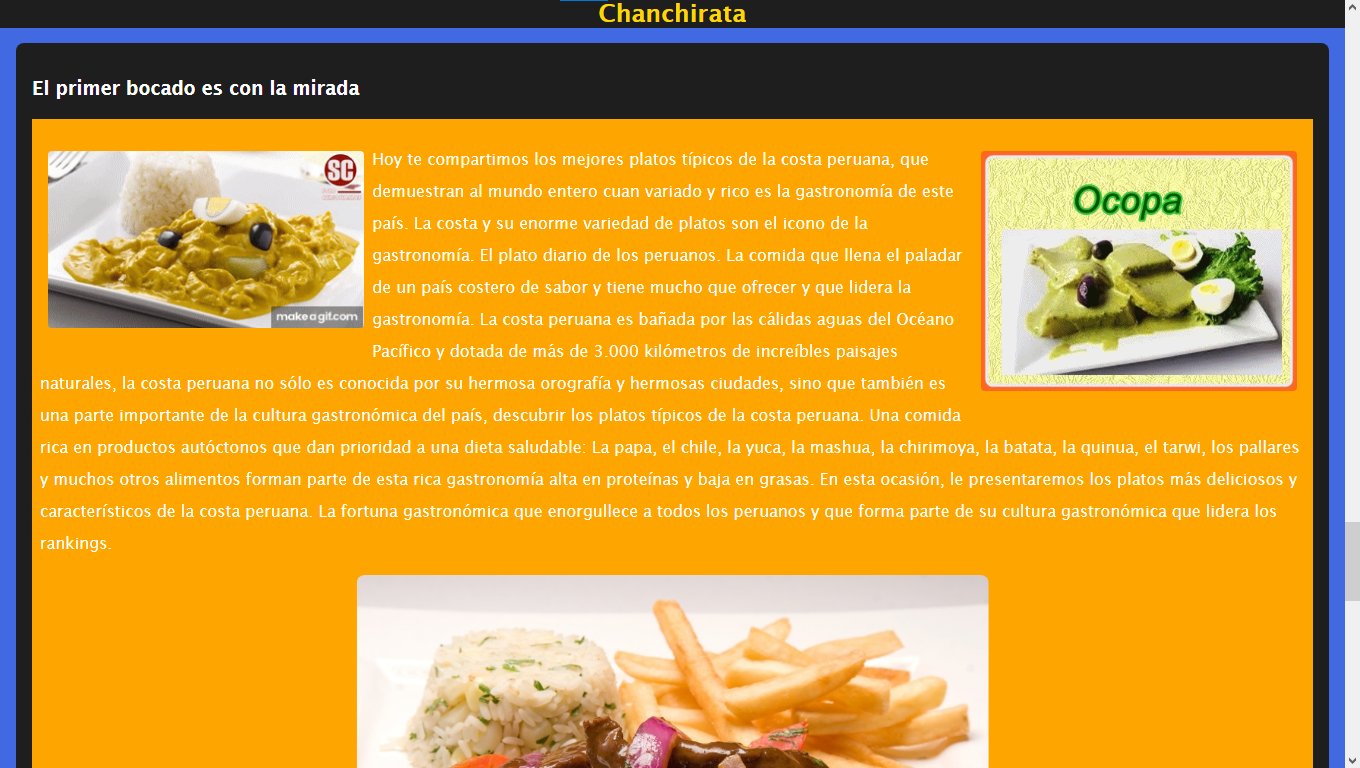 Chanchirata
El primer bocado es con la mirada
SC
makeagif.com
Hoy te compartimos los mejores platos típicos de la costa peruana, que
demuestran al mundo entero cuan variado y rico es la gastronomía de este
país. La costa y su enorme variedad de platos son el icono de la
gastronomía. El plato diario de los peruanos. La comida que llena el paladar
de un país costero de sabor y tiene mucho que ofrecer y que lidera la
gastronomía. La costa peruana es bañada por las cálidas aguas del Océano
Pacífico y dotada de más de 3.000 kilómetros de increíbles paisajes
naturales, la costa peruana no sólo es conocida por su hermosa orografía y hermosas ciudades, sino que también es
una parte importante de la cultura gastronómica del país, descubrir los platos típicos de la costa peruana. Una comida
rica en productos autóctonos que dan prioridad a una dieta saludable: La papa, el chile, la yuca, la mashua, la chirimoya, la batata, la quinua, el tarwi, los pallares
y muchos otros alimentos forman parte de esta rica gastronomía alta en proteínas y baja en grasas. En esta ocasión, le presentaremos los platos más deliciosos y
característicos de la costa peruana. La fortuna gastronómica que enorgullece a todos los peruanos y que forma parte de su cultura gastronómica que lidera los
rankings.
Ocopa